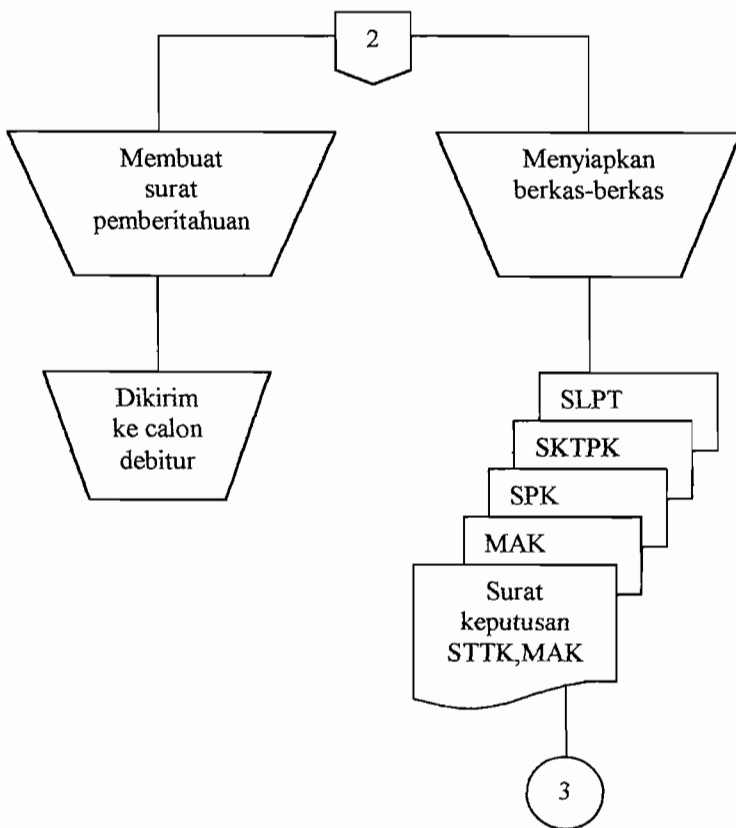 2
Membuat
surat
pemberitahuan
Menyiapkan
berkas-berkas
Dikirim
ke calon
debitur
SLPT
SKTPK
SPK
MAK
Surat
keputusan
STTK,MAK
3